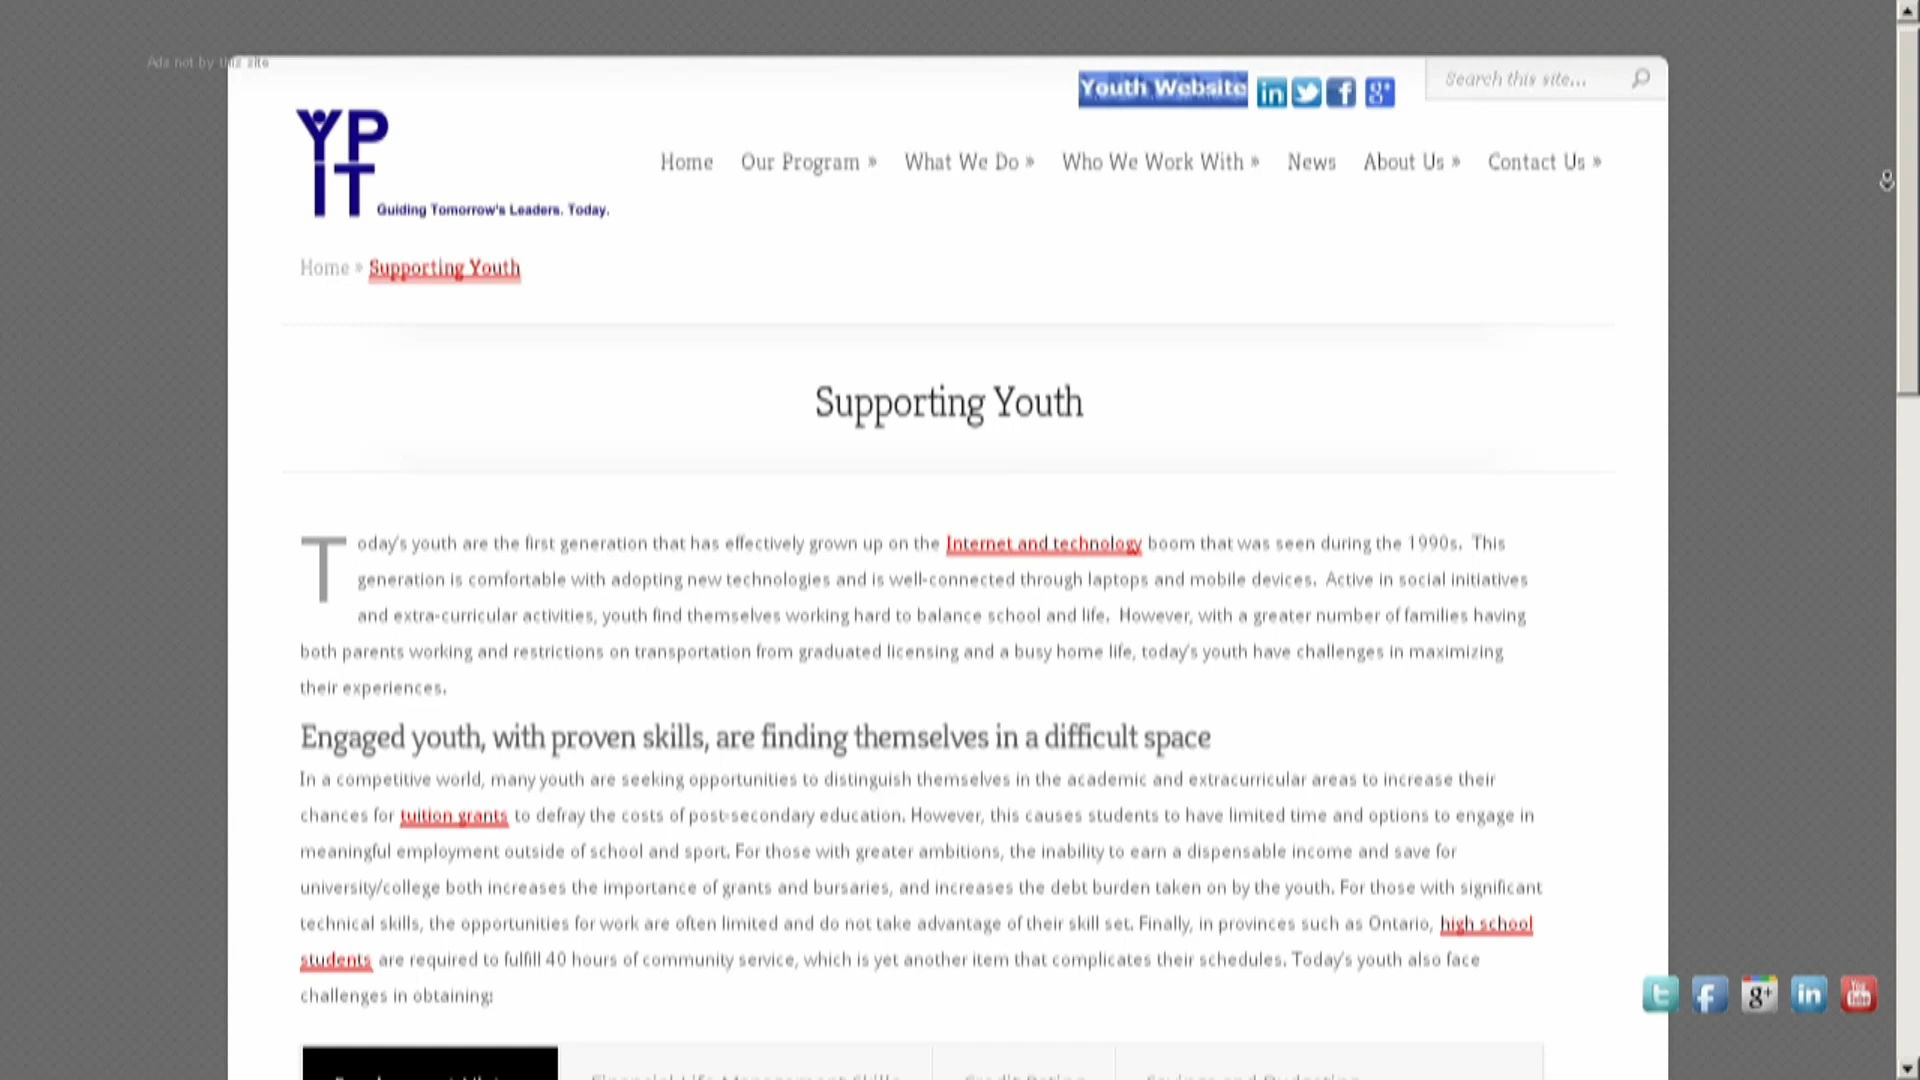 Ads not by this site
Youth Website
Search this site...
YP
IT
Guiding Tomorrow's Leaders. Today.
Home Our Program » What We Do » Who We Work With » News About Us » Contact Us »
Home » Supporting Youth
Supporting Youth
Today's youth are the first generation that has effectively grown up on the Internet and technology boom that was seen during the 1990s. This
generation is comfortable with adopting new technologies and is well-connected through laptops and mobile devices. Active in social initiatives
and extra-curricular activities, youth find themselves working hard to balance school and life. However, with a greater number of families having
both parents working and restrictions on transportation from graduated licensing and a busy home life, today's youth have challenges in maximizing
their experiences.
Engaged youth, with proven skills, are finding themselves in a difficult space
In a competitive world, many youth are seeking opportunities to distinguish themselves in the academic and extracurricular areas to increase their
chances for tuition grants to defray the costs of post-secondary education. However, this causes students to have limited time and options to engage in
meaningful employment outside of school and sport. For those with greater ambitions, the inability to earn a dispensable income and save for
university/college both increases the importance of grants and bursaries, and increases the debt burden taken on by the youth. For those with significant
technical skills, the opportunities for work are often limited and do not take advantage of their skill set. Finally, in provinces such as Ontario, high school
students are required to fulfill 40 hours of community service, which is yet another item that complicates their schedules. Today's youth also face
challenges in obtaining:
Financial Life Management Skills Credit Rating Savings and Budgeting